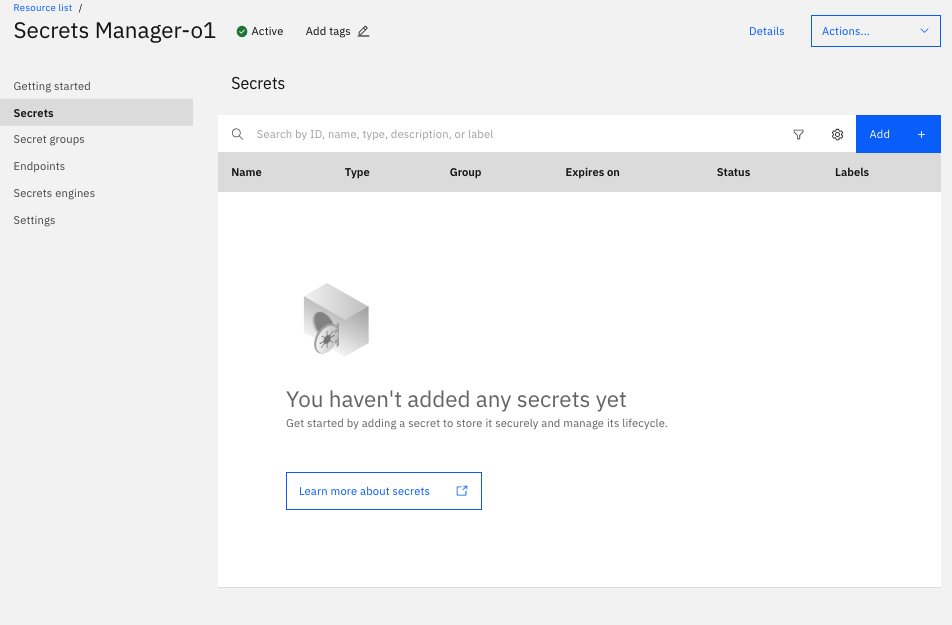 Resource list /
Secrets Manager-o1
Active
Add tags
Details
Actions...
Getting started
Secrets
Secret groups
Endpoints
Secrets engines
Settings
Secrets
Search by ID, name, type, description, or label
Add +
Name Type Group Expires on Status Labels
You haven't added any secrets yet
Get started by adding a secret to store it securely and manage its lifecycle.
Learn more about secrets